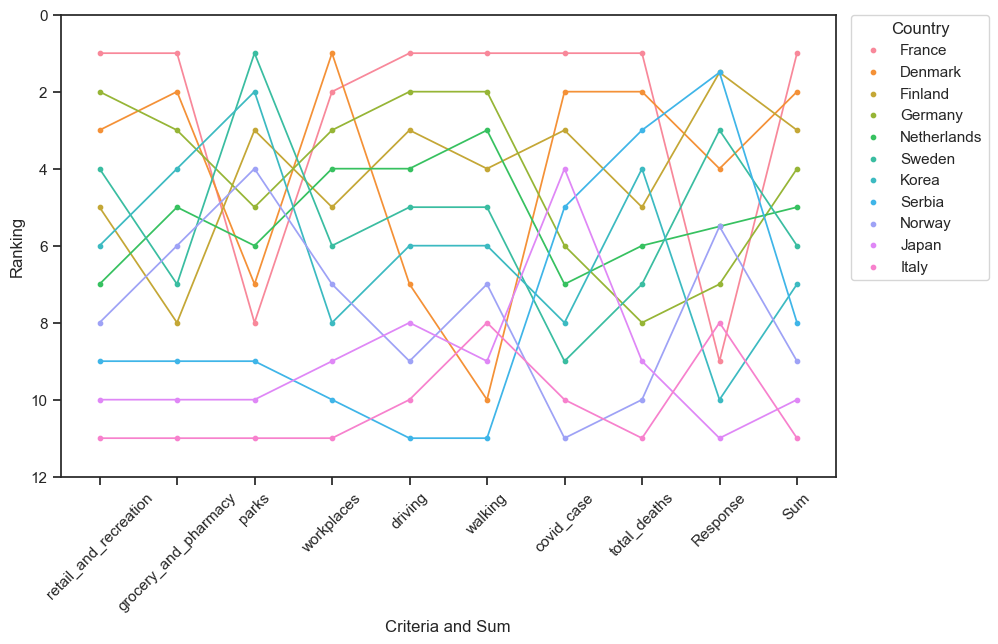 0
2
4
6
8
10
12
Ranking
retail_and_recreation
grocery_and_pharmacy
parks
workplaces
driving
walking
covid_case
total_deaths
Response
Sum
Criteria and Sum
Country
France
Denmark
Finland
Germany
Netherlands
Sweden
Korea
Serbia
Norway
Japan
Italy